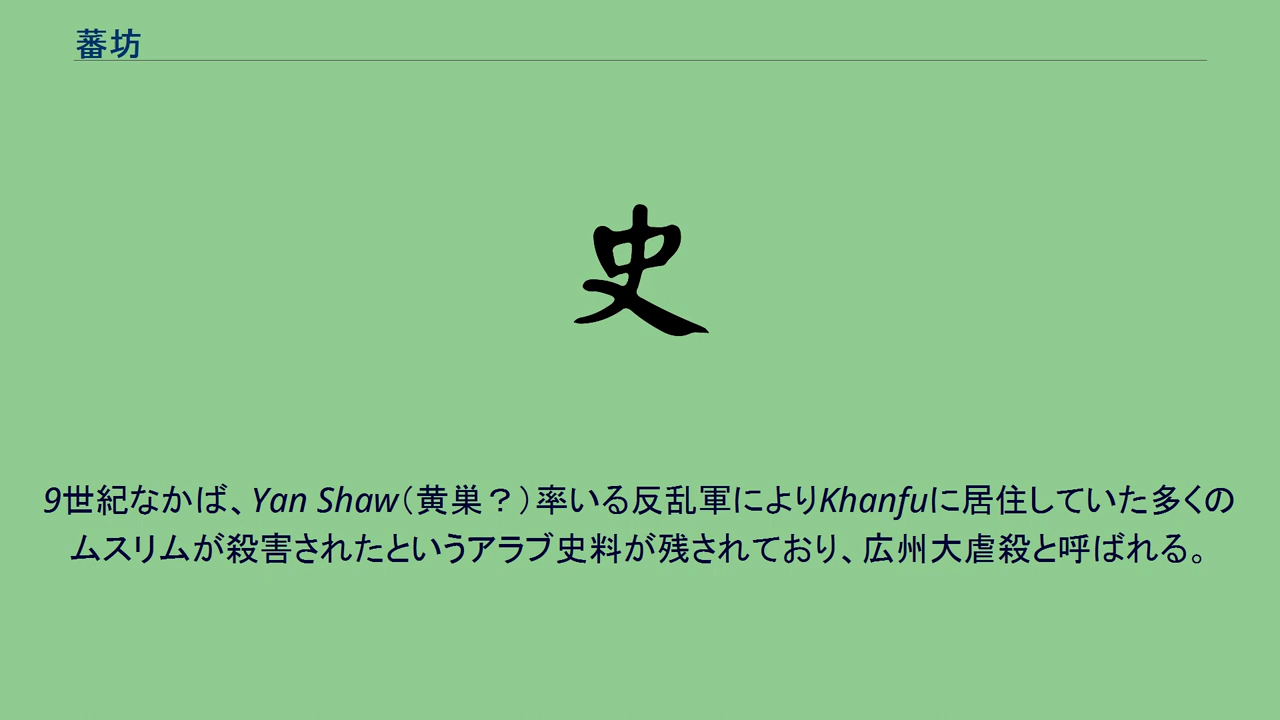 蕃坊
史
9世紀なかば、Yan Shaw（黄巣？）率いる反乱軍によりKhanfuに居住していた多くの
ムスリムが殺害されたというアラブ史料が残されており、広州大虐殺と呼ばれる。